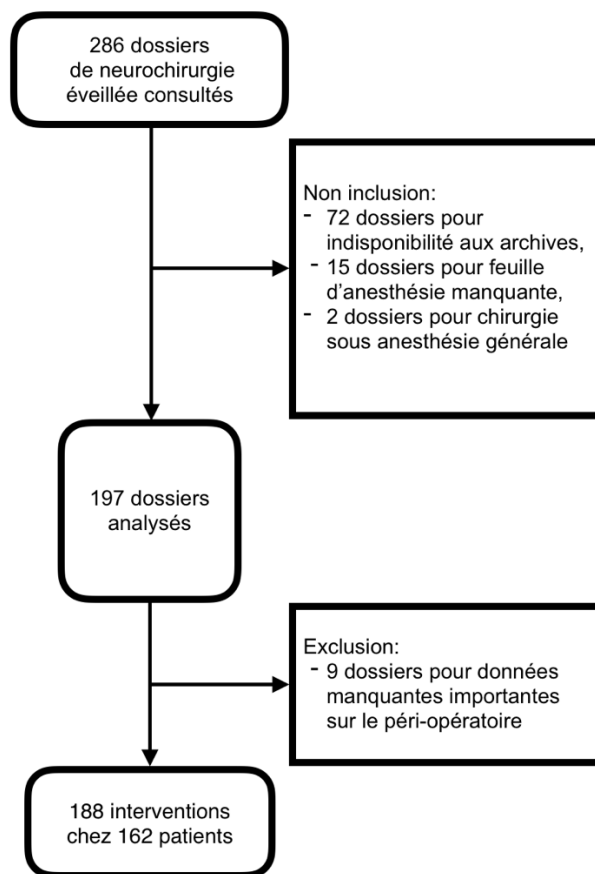 286 dossiers
de neurochirurgie
éveillée consultés
Non inclusion:
- 72 dossiers pour
indisponibilité aux archives,
- 15 dossiers pour feuille
d'anesthésie manquante,
- 2 dossiers pour chirurgie
sous anesthésie générale
197 dossiers
analysés
Exclusion:
- 9 dossiers pour données
manquantes importantes
sur le péri-opératoire
188 interventions
chez 162 patients